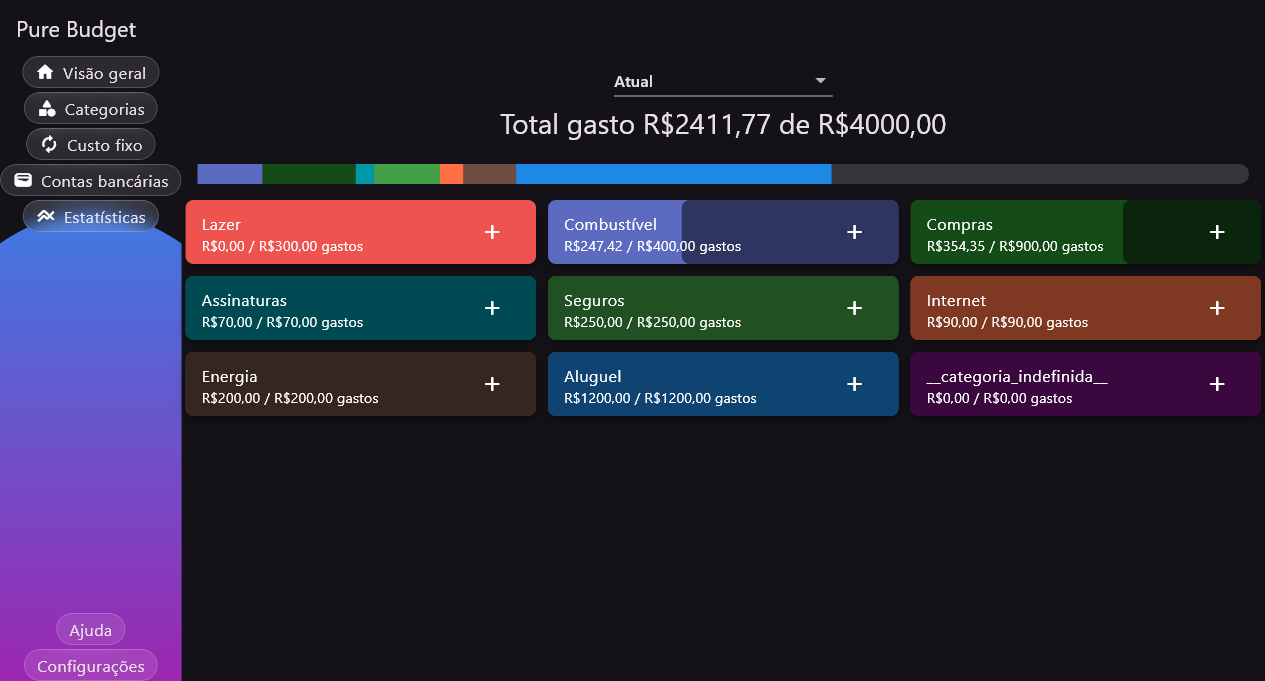 Pure Budget
Visão geral
Categorias
Custo fixo
Contas bancárias
Estatísticas
Ajuda
Configurações
Atual
Total gasto R$2411,77 de R$4000,00
Lazer
R$0,00 / R$300,00 gastos
Combustível
R$247,42 / R$400,00 gastos
Compras
R$354,35 / R$900,00 gastos
Assinaturas
R$70,00 / R$70,00 gastos
Seguros
R$250,00 / R$250,00 gastos
Internet
R$90,00 / R$90,00 gastos
Energia
R$200,00 / R$200,00 gastos
Aluguel
R$1200,00 / R$1200,00 gastos
__categoria_indefinida__
R$0,00 / R$0,00 gastos